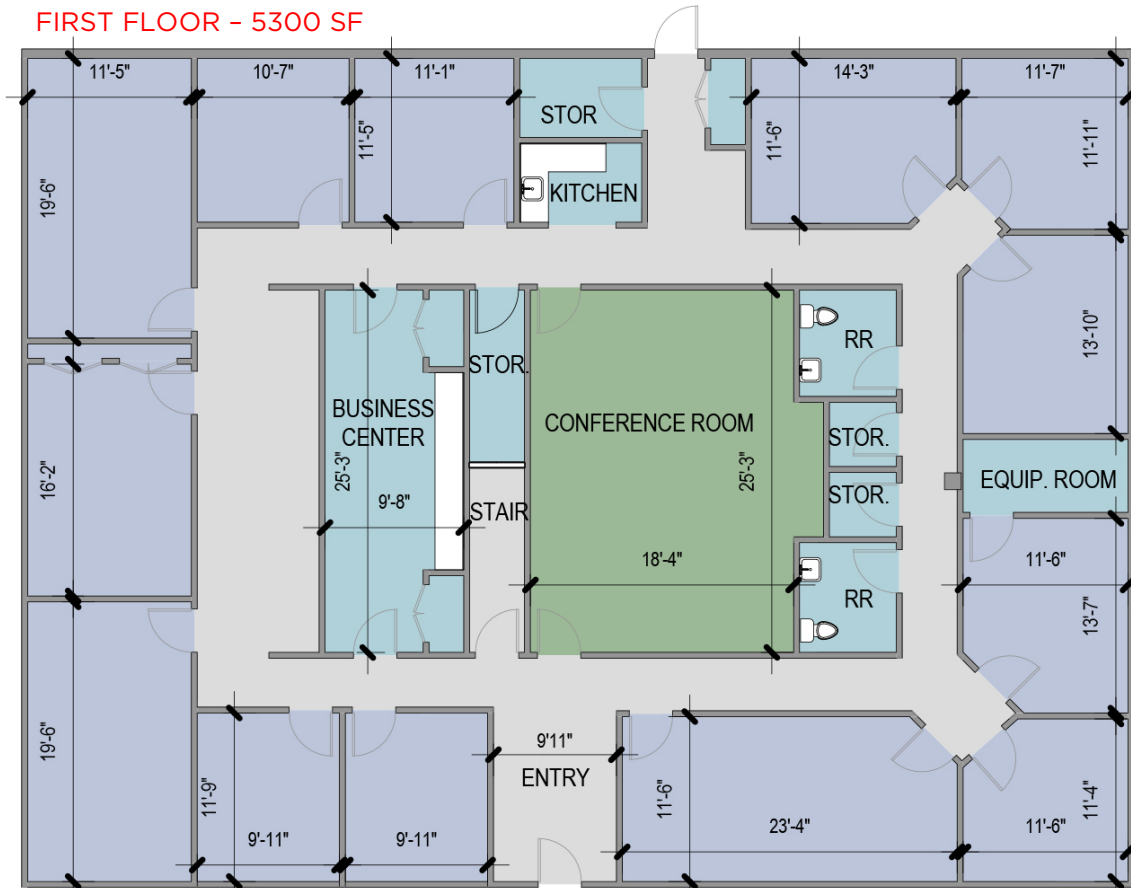 FIRST FLOOR – 5300 SF
11'-5"
10'-7"
11'-1"
14'-3"
11'-7"
STOR
11'-5"
11'-6"
11'-11"
KITCHEN
19'-6"
RR
13'-10"
STOR.
BUSINESS
CENTER
CONFERENCE ROOM
STOR.
16'-2"
25'-3"
25'-3"
EQUIP. ROOM
9'-8"
STAIR
STOR.
18'-4"
11'-6"
RR
13'-7"
19'-6"
9'11"
ENTRY
11'-9"
11'-6"
11'-4"
9'-11"
9'-11"
23'-4"
11'-6"